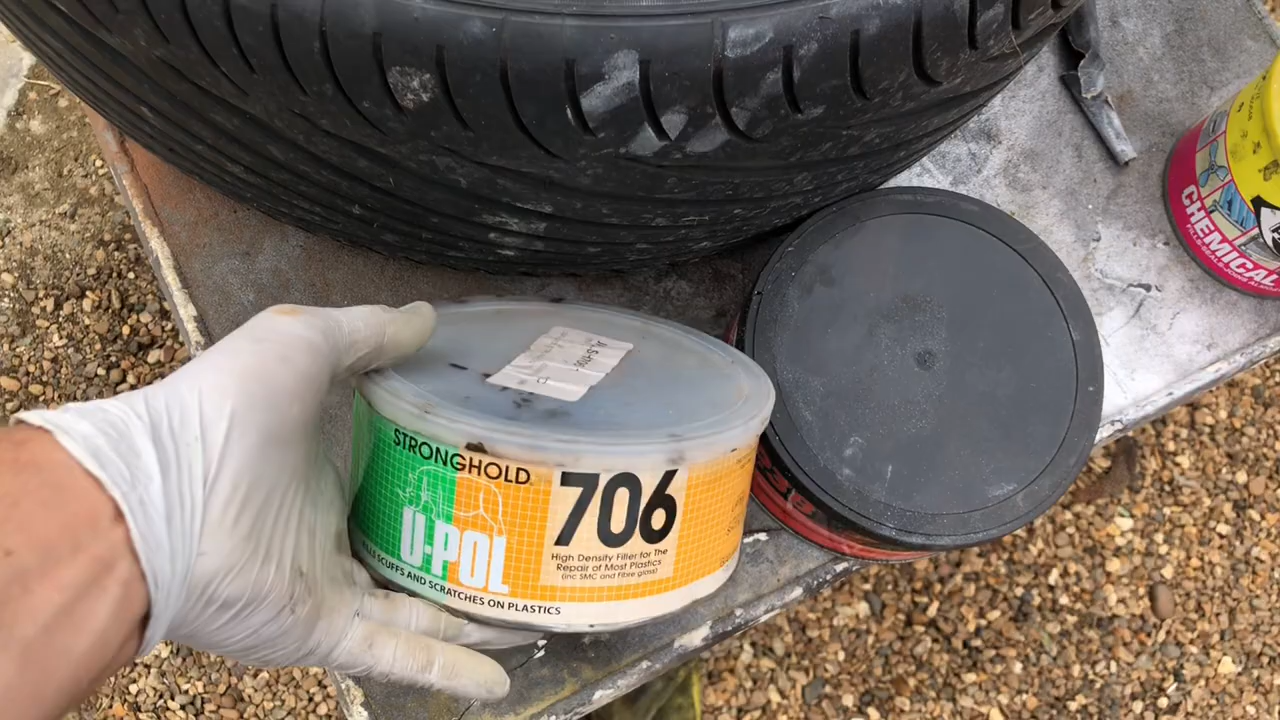 STRONGHOLD
706
U-POL
High Density Filler for The
Repair of Most Plastics
(inc SMC and Fibre glass)
SCUFFS AND SCRATCHES ON PLASTICS
CHEMICAL